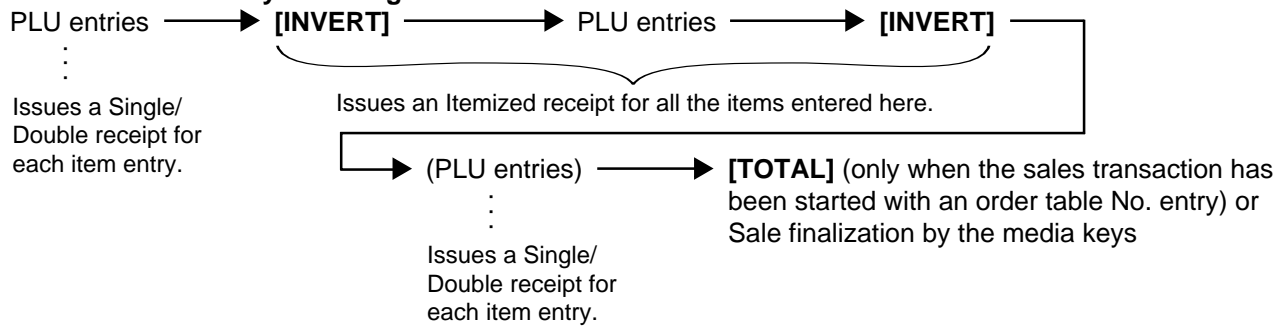 PLU entries [INVERT] PLU entries [INVERT]
Issues a Single/
Double receipt for
each item entry.
Issues an Itemized receipt for all the items entered here.
(PLU entries) [TOTAL] (only when the sales transaction has
been started with an order table No. entry) or
Sale finalization by the media keys
Issues a Single/
Double receipt for
each item entry.